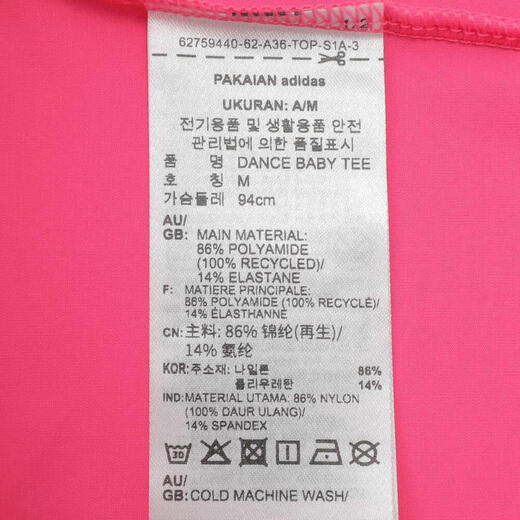 62759440-62-A36-TOP-S1A-3
PAKAIAN adidas
UKURAN: A/M
전기용품 및 생활용품 안전
관리법에 의한 품질표시
품 명 DANCE BABY TEE
호 칭 M
가슴둘레 94cm
AU/
GB: MAIN MATERIAL:
86% POLYAMIDE
(100% RECYCLED)/
14% ELASTANE
F: MATIERE PRINCIPALE:
86% POLYAMIDE (100% RECYCLÉ)/
14% ÉLASTHANNE
CN: 主料: 86% 锦纶(再生)/
14% 氨纶
KOR: 주소재: 나일론 86%
폴리우레탄 14%
IND: MATERIAL UTAMA: 86% NYLON
(100% DAUR ULANG)/
14% SPANDEX
30
AU/
GB: COLD MACHINE WASH/